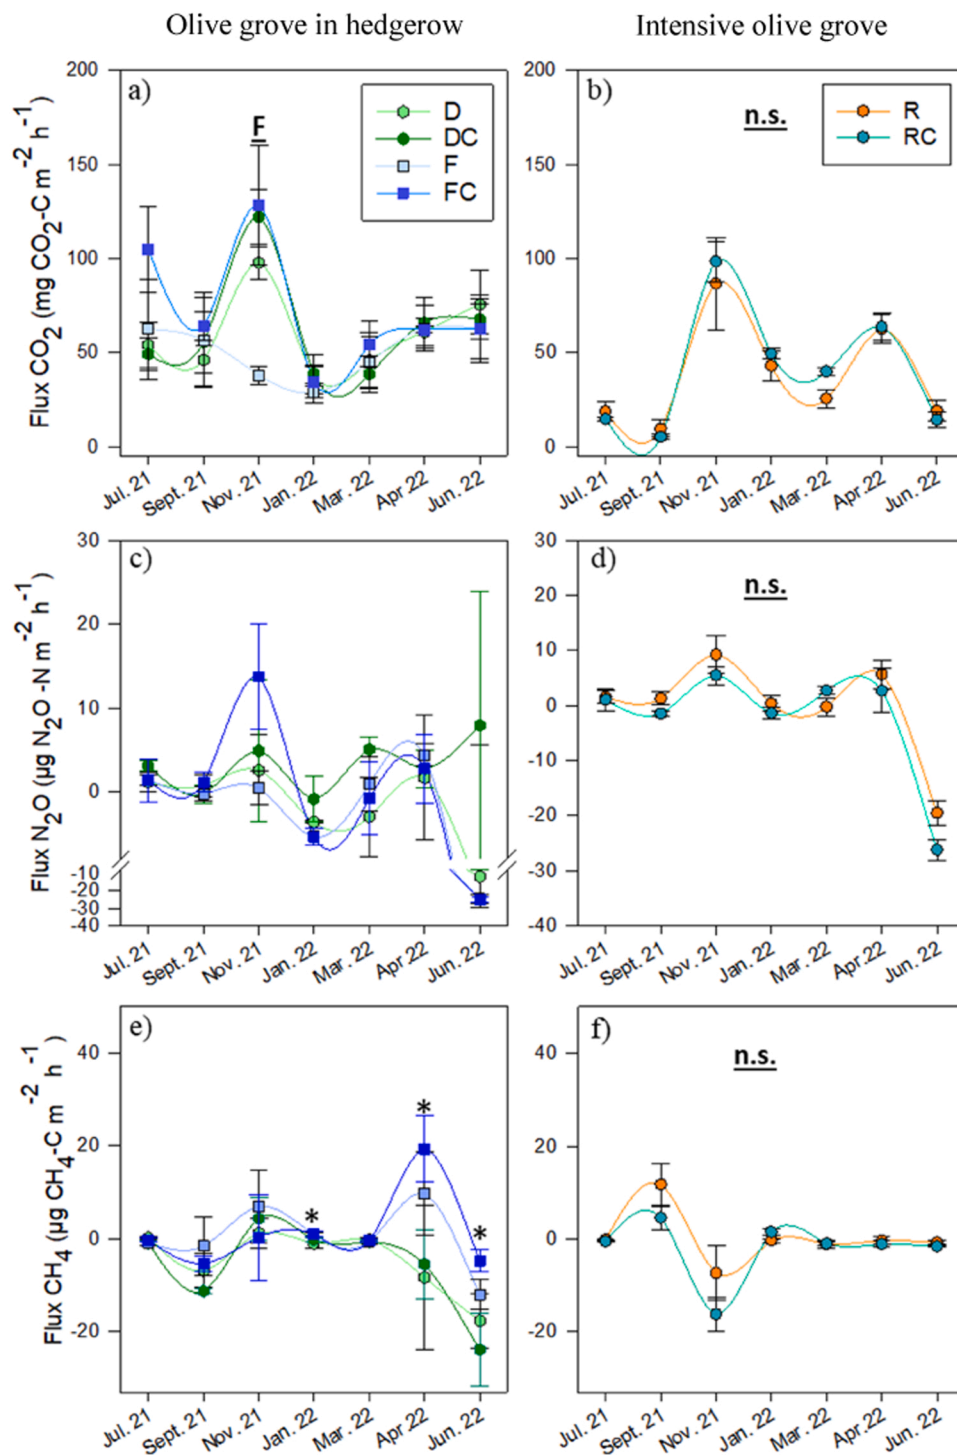 Olive grove in hedgerow
Intensive olive grove
Flux CO2 (mg CO2-C m-2 h-1)
200
150
100
50
0
a)
F
D
DC
F
FC
Jul. 21
Sept. 21
Nov. 21
Jan. 22
Mar. 22
Apr.22
Jun. 22
200
150
100
50
0
b)
n.s.
R
RC
Jul. 21
Sept. 21
Nov. 21
Jan. 22
Mar. 22
Apr.22
Jun. 22
Flux N2O (µg N2O -N m-2 h-1)
30
20
10
0
-10
-20
-30
-40
c)
Jul. 21
Sept. 21
Nov. 21
Jan. 22
Mar. 22
Apr.22
Jun. 22
30
20
10
0
-10
-20
-30
-40
d)
n.s.
Jul. 21
Sept. 21
Nov. 21
Jan. 22
Mar. 22
Apr.22
Jun. 22
Flux CH4 (µg CH4-C m-2 h-1)
40
20
0
-20
e)
*
*
*
Jul. 21
Sept. 21
Nov. 21
Jan. 22
Mar. 22
Apr.22
Jun. 22
40
20
0
-20
f)
n.s.
Jul. 21
Sept. 21
Nov. 21
Jan. 22
Mar. 22
Apr.22
Jun. 22